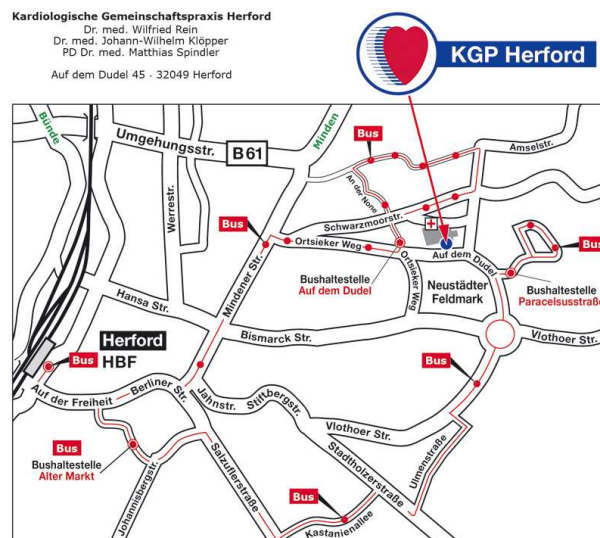 Kardiologische Gemeinschaftspraxis Herford
Dr. med. Wilfried Rein
Dr. med. Johann-Wilhelm Klöpper
PD Dr. med. Matthias Spindler
Auf dem Dudel 45 · 32049 Herford
KGP Herford
Bünde
Umgehungsstr.
B 61
Minden
Bus
Amselstr.
An der None
Werrestr.
Schwarzmoorstr.
Bus
Ortsieker Weg
Auf dem Dudel
Bus
Mindener Str.
Bushaltestelle
Auf dem Dudel
Ortsieker Weg
Neustädter
Feldmark
Bushaltestelle
Paracelsusstraße
Hansa Str.
Herford
HBF
Bismarck Str.
Vlothoer Str.
Bus
Bus
Auf der Freiheit
Berliner Str.
Jahnstr.
Stiftbergstr.
Vlothoer Str.
Bus
Bushaltestelle
Alter Markt
Johannisbergstr.
Salzuflerstraße
Stadtholzerstraße
Ulmenstraße
Bus
Kastanienallee